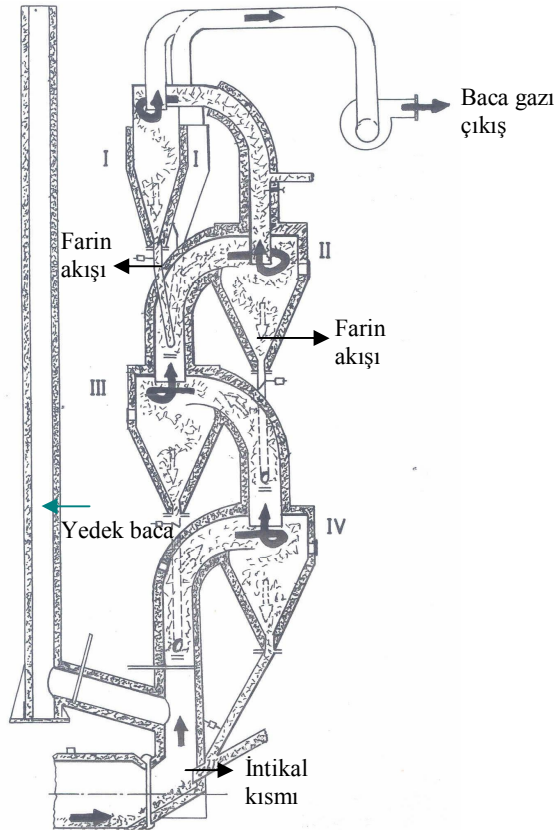 Baca gazı
çıkış
I
I
Farin
akışı
II
Farin
akışı
III
IV
Yedek baca
İntikal
kısmı